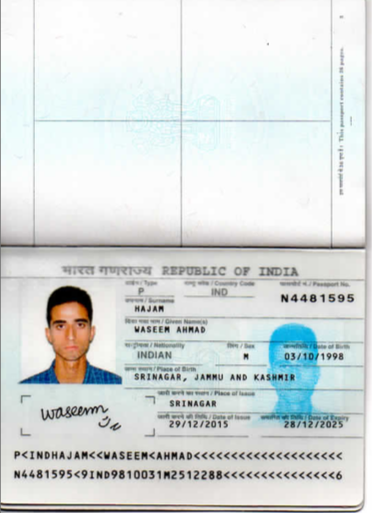 इस पासपोर्ट में 36 पृष्ठ हैं। This passport contains 36 pages.
भारत गणराज्य REPUBLIC OF INDIA
टाईप / Type राष्ट्र कोड / Country Code पासपोर्ट नं. / Passport No.
P IND N4481595
उपनाम / Surname
HAJAM
दिया गया नाम / Given Name(s)
WASEEM AHMAD
राष्ट्रीयता / Nationality लिंग / Sex जन्मतिथि / Date of Birth
INDIAN M 03/10/1998
जन्म स्थान / Place of Birth
SRINAGAR, JAMMU AND KASHMIR
जारी करने का स्थान / Place of Issue
SRINAGAR
waseem
जारी करने की तिथि / Date of Issue समाप्ति की तिथि / Date of Expiry
29/12/2015 28/12/2025
P<INDHAJAM<<WASEEM<AHMAD<<<<<<<<<<<<<<<<<<<<
N4481595<9IND9810031M2512288<<<<<<<<<<<<<<<6